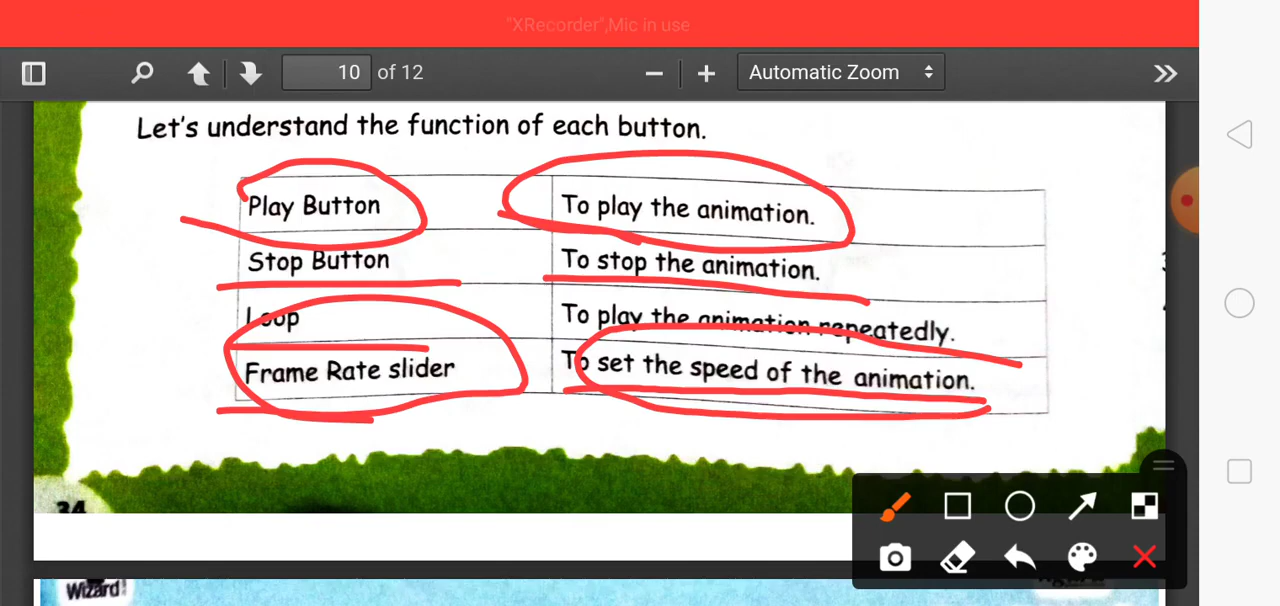 "XRecorder",Mic in use
10 of 12
Automatic Zoom
Let's understand the function of each button.
Play Button To play the animation.
Stop Button To stop the animation.
Loop To play the animation repeatedly.
Frame Rate slider To set the speed of the animation.
34
Wizard